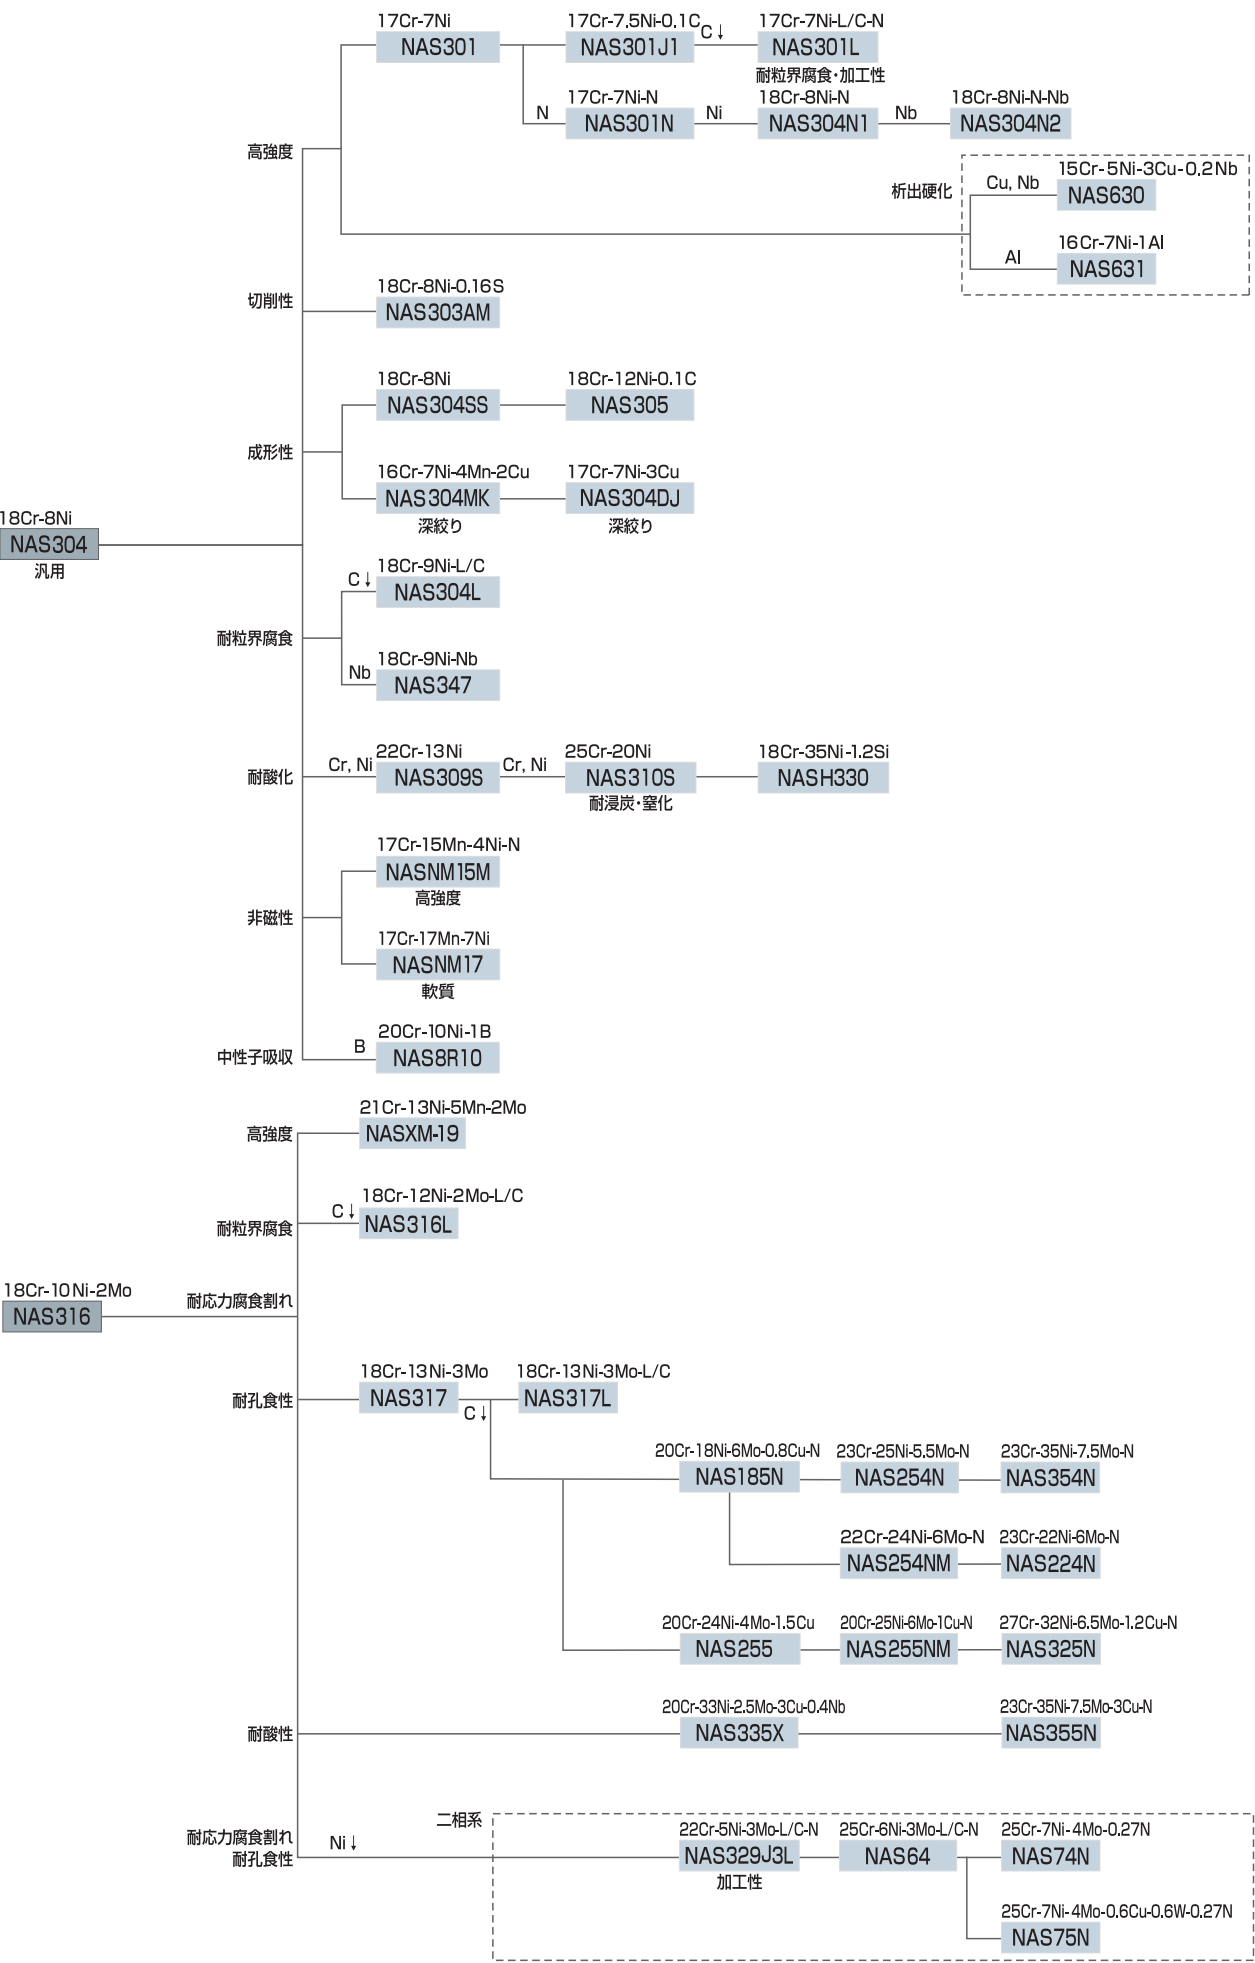 17Cr-7Ni
NAS301
17Cr-7.5Ni-0.1C
NAS301J1
C↓
17Cr-7Ni-L/C-N
NAS301L
耐粒界腐食・加工性
N
17Cr-7Ni-N
NAS301N
Ni
18Cr-8Ni-N
NAS304N1
Nb
18Cr-8Ni-N-Nb
NAS304N2
高強度
析出硬化
Cu, Nb
15Cr-5Ni-3Cu-0.2Nb
NAS630
Al
16Cr-7Ni-1Al
NAS631
切削性
18Cr-8Ni-0.16S
NAS303AM
成形性
18Cr-8Ni
NAS304SS
18Cr-12Ni-0.1C
NAS305
16Cr-7Ni-4Mn-2Cu
NAS304MK
深絞り
17Cr-7Ni-3Cu
NAS304DJ
深絞り
18Cr-8Ni
NAS304
汎用
耐粒界腐食
C↓
18Cr-9Ni-L/C
NAS304L
Nb
18Cr-9Ni-Nb
NAS347
耐酸化
Cr, Ni
22Cr-13Ni
NAS309S
Cr, Ni
25Cr-20Ni
NAS310S
耐浸炭・窒化
18Cr-35Ni-1.2Si
NASH330
非磁性
17Cr-15Mn-4Ni-N
NASNM15M
高強度
17Cr-17Mn-7Ni
NASNM17
軟質
中性子吸収
B
20Cr-10Ni-1B
NAS8R10
高強度
21Cr-13Ni-5Mn-2Mo
NASXM-19
耐粒界腐食
C↓
18Cr-12Ni-2Mo-L/C
NAS316L
18Cr-10Ni-2Mo
NAS316
耐応力腐食割れ
耐孔食性
18Cr-13Ni-3Mo
NAS317
C↓
18Cr-13Ni-3Mo-L/C
NAS317L
20Cr-18Ni-6Mo-0.8Cu-N
NAS185N
23Cr-25Ni-5.5Mo-N
NAS254N
23Cr-35Ni-7.5Mo-N
NAS354N
22Cr-24Ni-6Mo-N
NAS254NM
23Cr-22Ni-6Mo-N
NAS224N
20Cr-24Ni-4Mo-1.5Cu
NAS255
20Cr-25Ni-6Mo-1Cu-N
NAS255NM
27Cr-32Ni-6.5Mo-1.2Cu-N
NAS325N
耐酸性
20Cr-33Ni-2.5Mo-3Cu-0.4Nb
NAS335X
23Cr-35Ni-7.5Mo-3Cu-N
NAS355N
耐応力腐食割れ
耐孔食性
Ni↓
二相系
22Cr-5Ni-3Mo-L/C-N
NAS329J3L
加工性
25Cr-6Ni-3Mo-L/C-N
NAS64
25Cr-7Ni-4Mo-0.27N
NAS74N
25Cr-7Ni-4Mo-0.6Cu-0.6W-0.27N
NAS75N